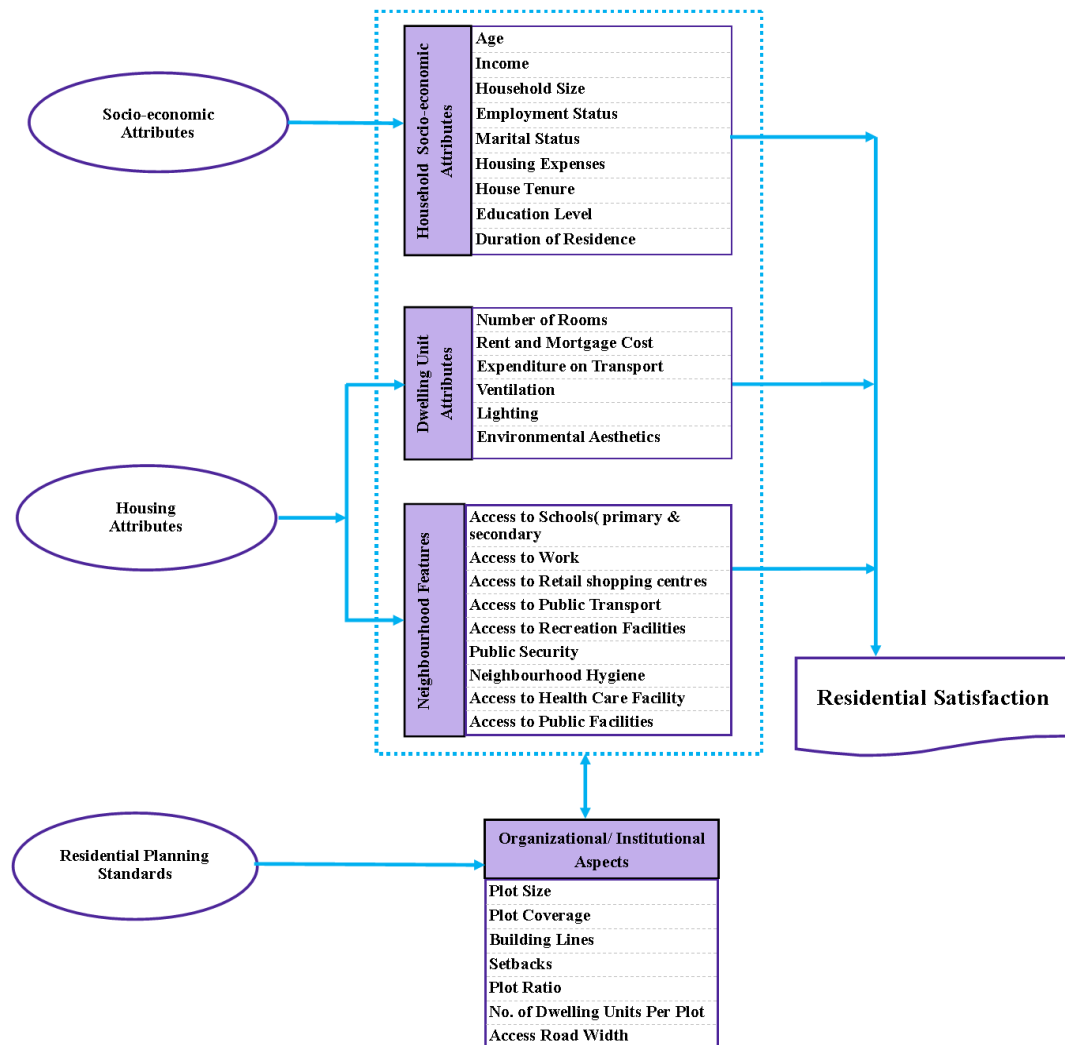 Socio-economic
Attributes
Household Socio-economic
Attributes
Age
Income
Household Size
Employment Status
Marital Status
Housing Expenses
House Tenure
Education Level
Duration of Residence
Housing
Attributes
Dwelling Unit
Attributes
Number of Rooms
Rent and Mortgage Cost
Expenditure on Transport
Ventilation
Lighting
Environmental Aesthetics
Neighbourhood Features
Access to Schools( primary &
secondary
Access to Work
Access to Retail shopping centres
Access to Public Transport
Access to Recreation Facilities
Public Security
Neighbourhood Hygiene
Access to Health Care Facility
Access to Public Facilities
Residential Satisfaction
Residential Planning
Standards
Organizational/ Institutional
Aspects
Plot Size
Plot Coverage
Building Lines
Setbacks
Plot Ratio
No. of Dwelling Units Per Plot
Access Road Width